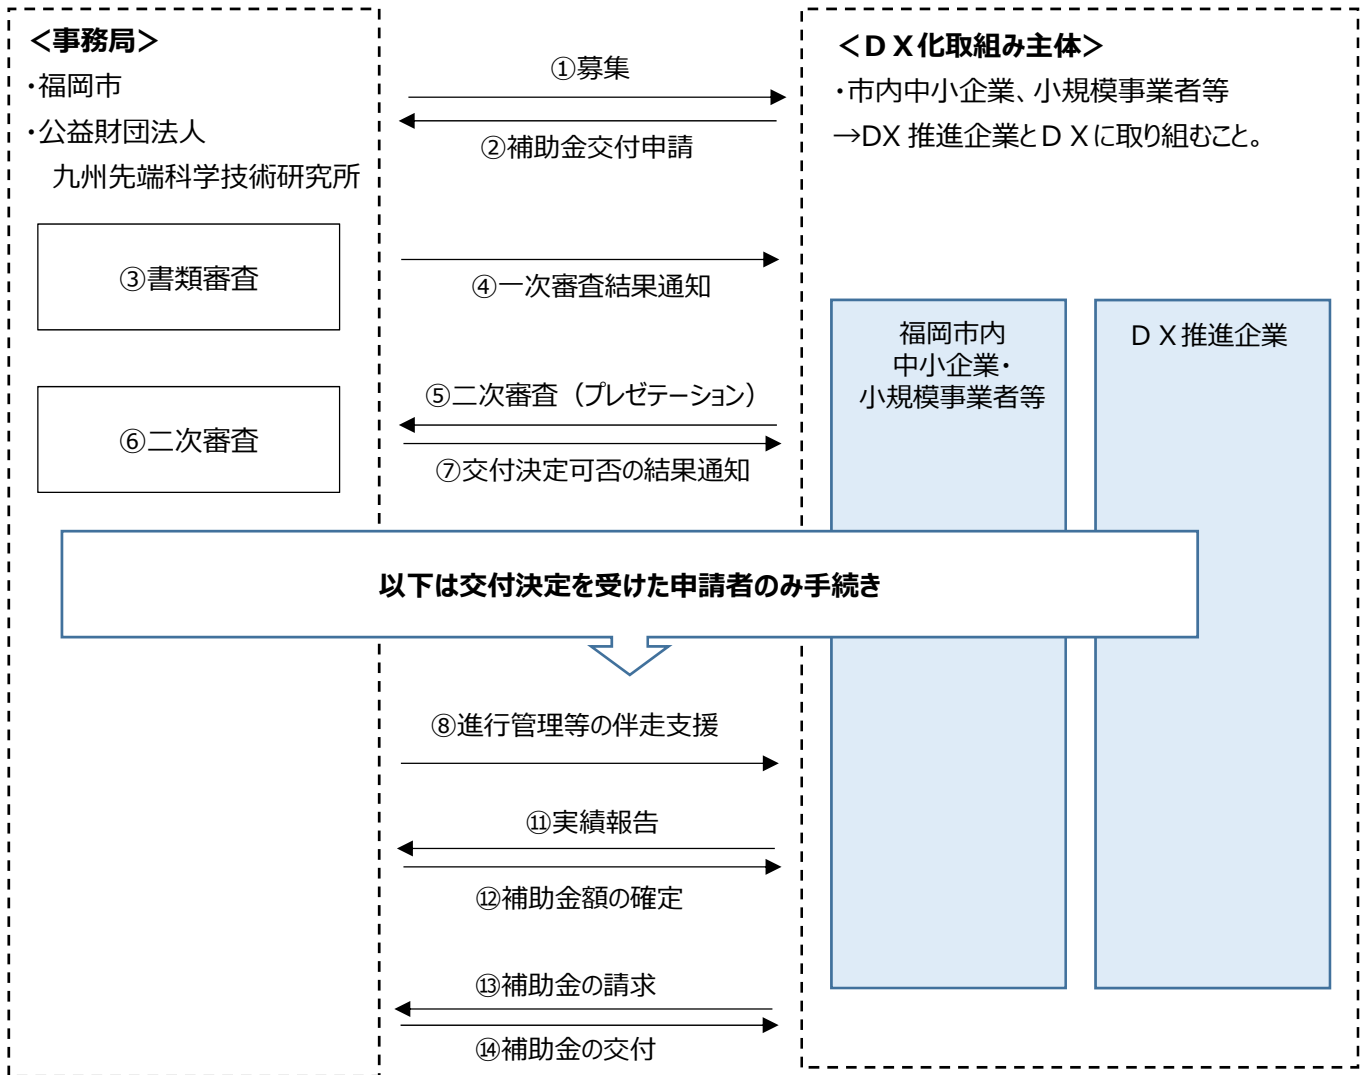 ＜事務局＞
・福岡市
・公益財団法人
九州先端科学技術研究所
①募集
②補助金交付申請
＜ＤＸ化取組み主体＞
・市内中小企業、小規模事業者等
→DX 推進企業とＤＸに取り組むこと。
③書類審査
④一次審査結果通知
福岡市内
中小企業・
小規模事業者等
ＤＸ推進企業
⑤二次審査（プレゼテーション）
⑥二次審査
⑦交付決定可否の結果通知
以下は交付決定を受けた申請者のみ手続き
⑧進行管理等の伴走支援
⑪実績報告
⑫補助金額の確定
⑬補助金の請求
⑭補助金の交付